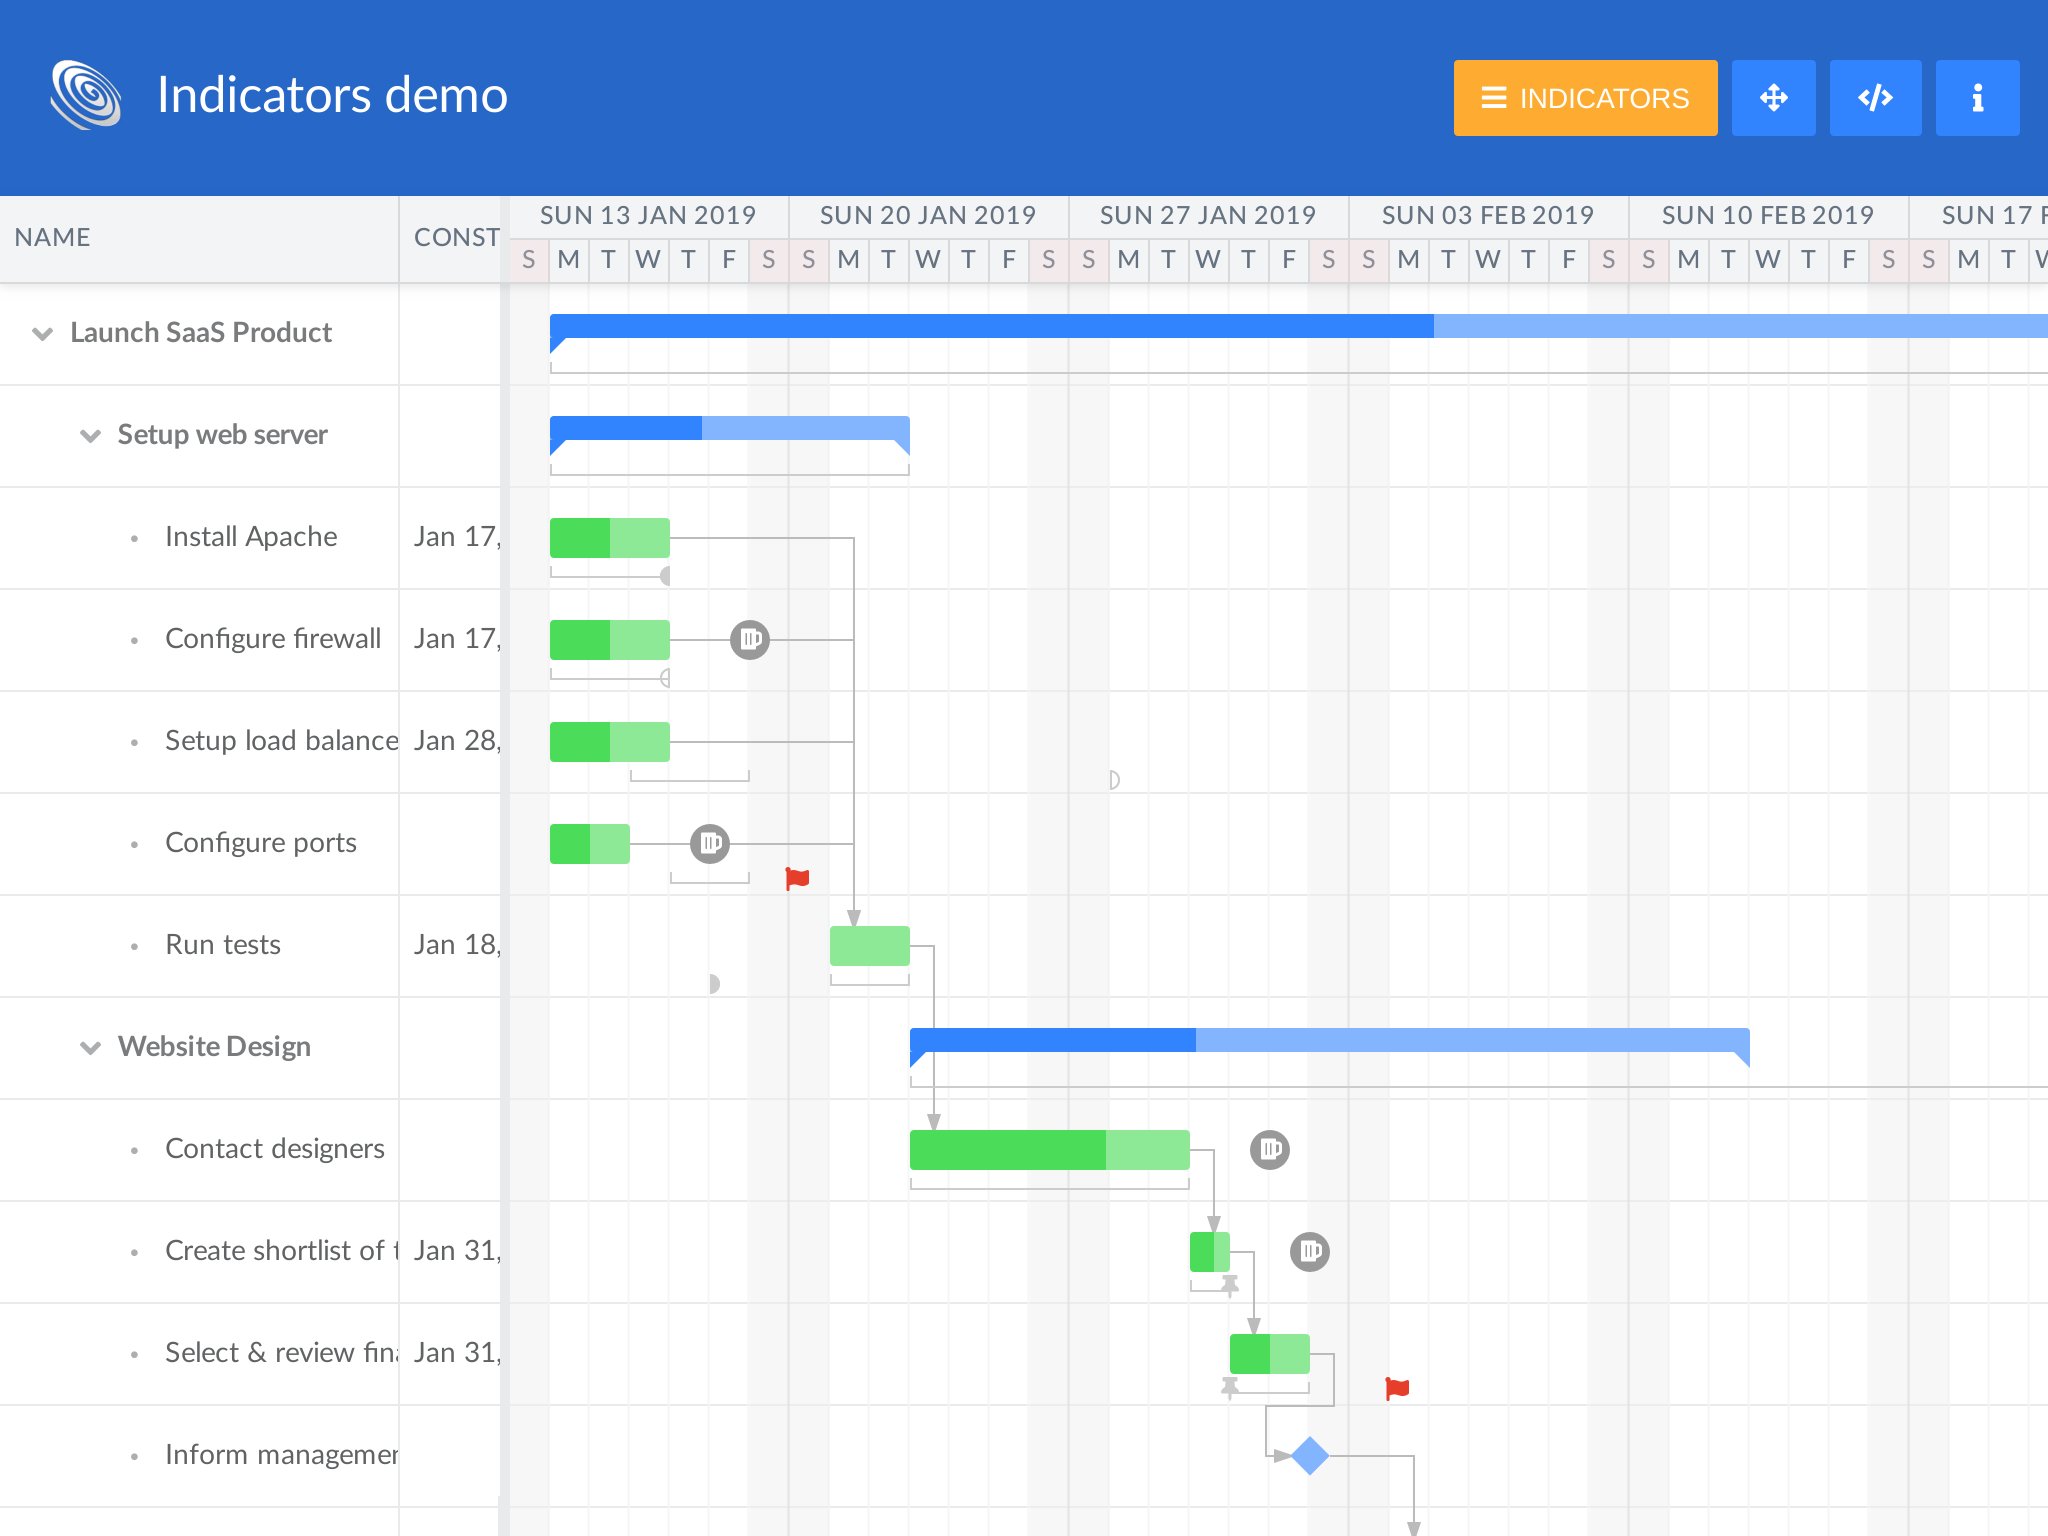 Indicators demo
INDICATORS
NAME
CONST
SUN 13 JAN 2019
SUN 20 JAN 2019
SUN 27 JAN 2019
SUN 03 FEB 2019
SUN 10 FEB 2019
SUN 17 F
S M T W T F S S M T W T F S S M T W T F S S M T W T F S S M T W T F S S M T W
Launch SaaS Product
Setup web server
Install Apache Jan 17,
Configure firewall Jan 17,
Setup load balance Jan 28,
Configure ports
Run tests Jan 18,
Website Design
Contact designers
Create shortlist of t Jan 31,
Select & review fina Jan 31,
Inform managemen